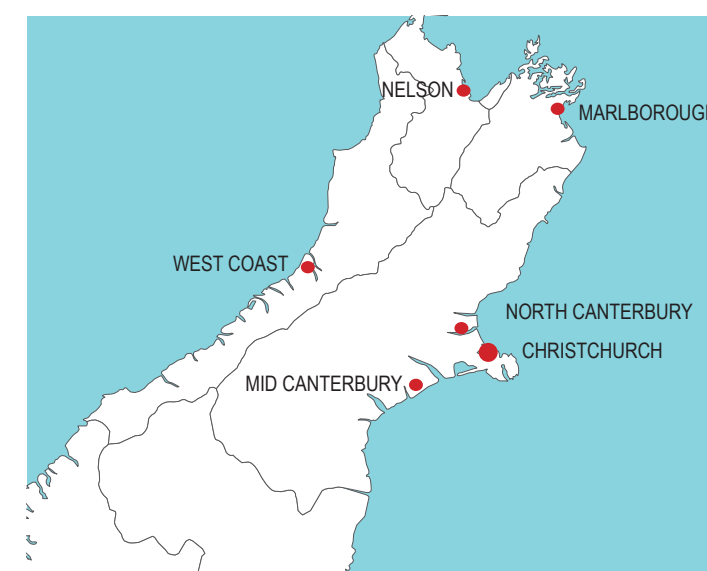 NELSON
MARLBOROUGH
WEST COAST
NORTH CANTERBURY
CHRISTCHURCH
MID CANTERBURY